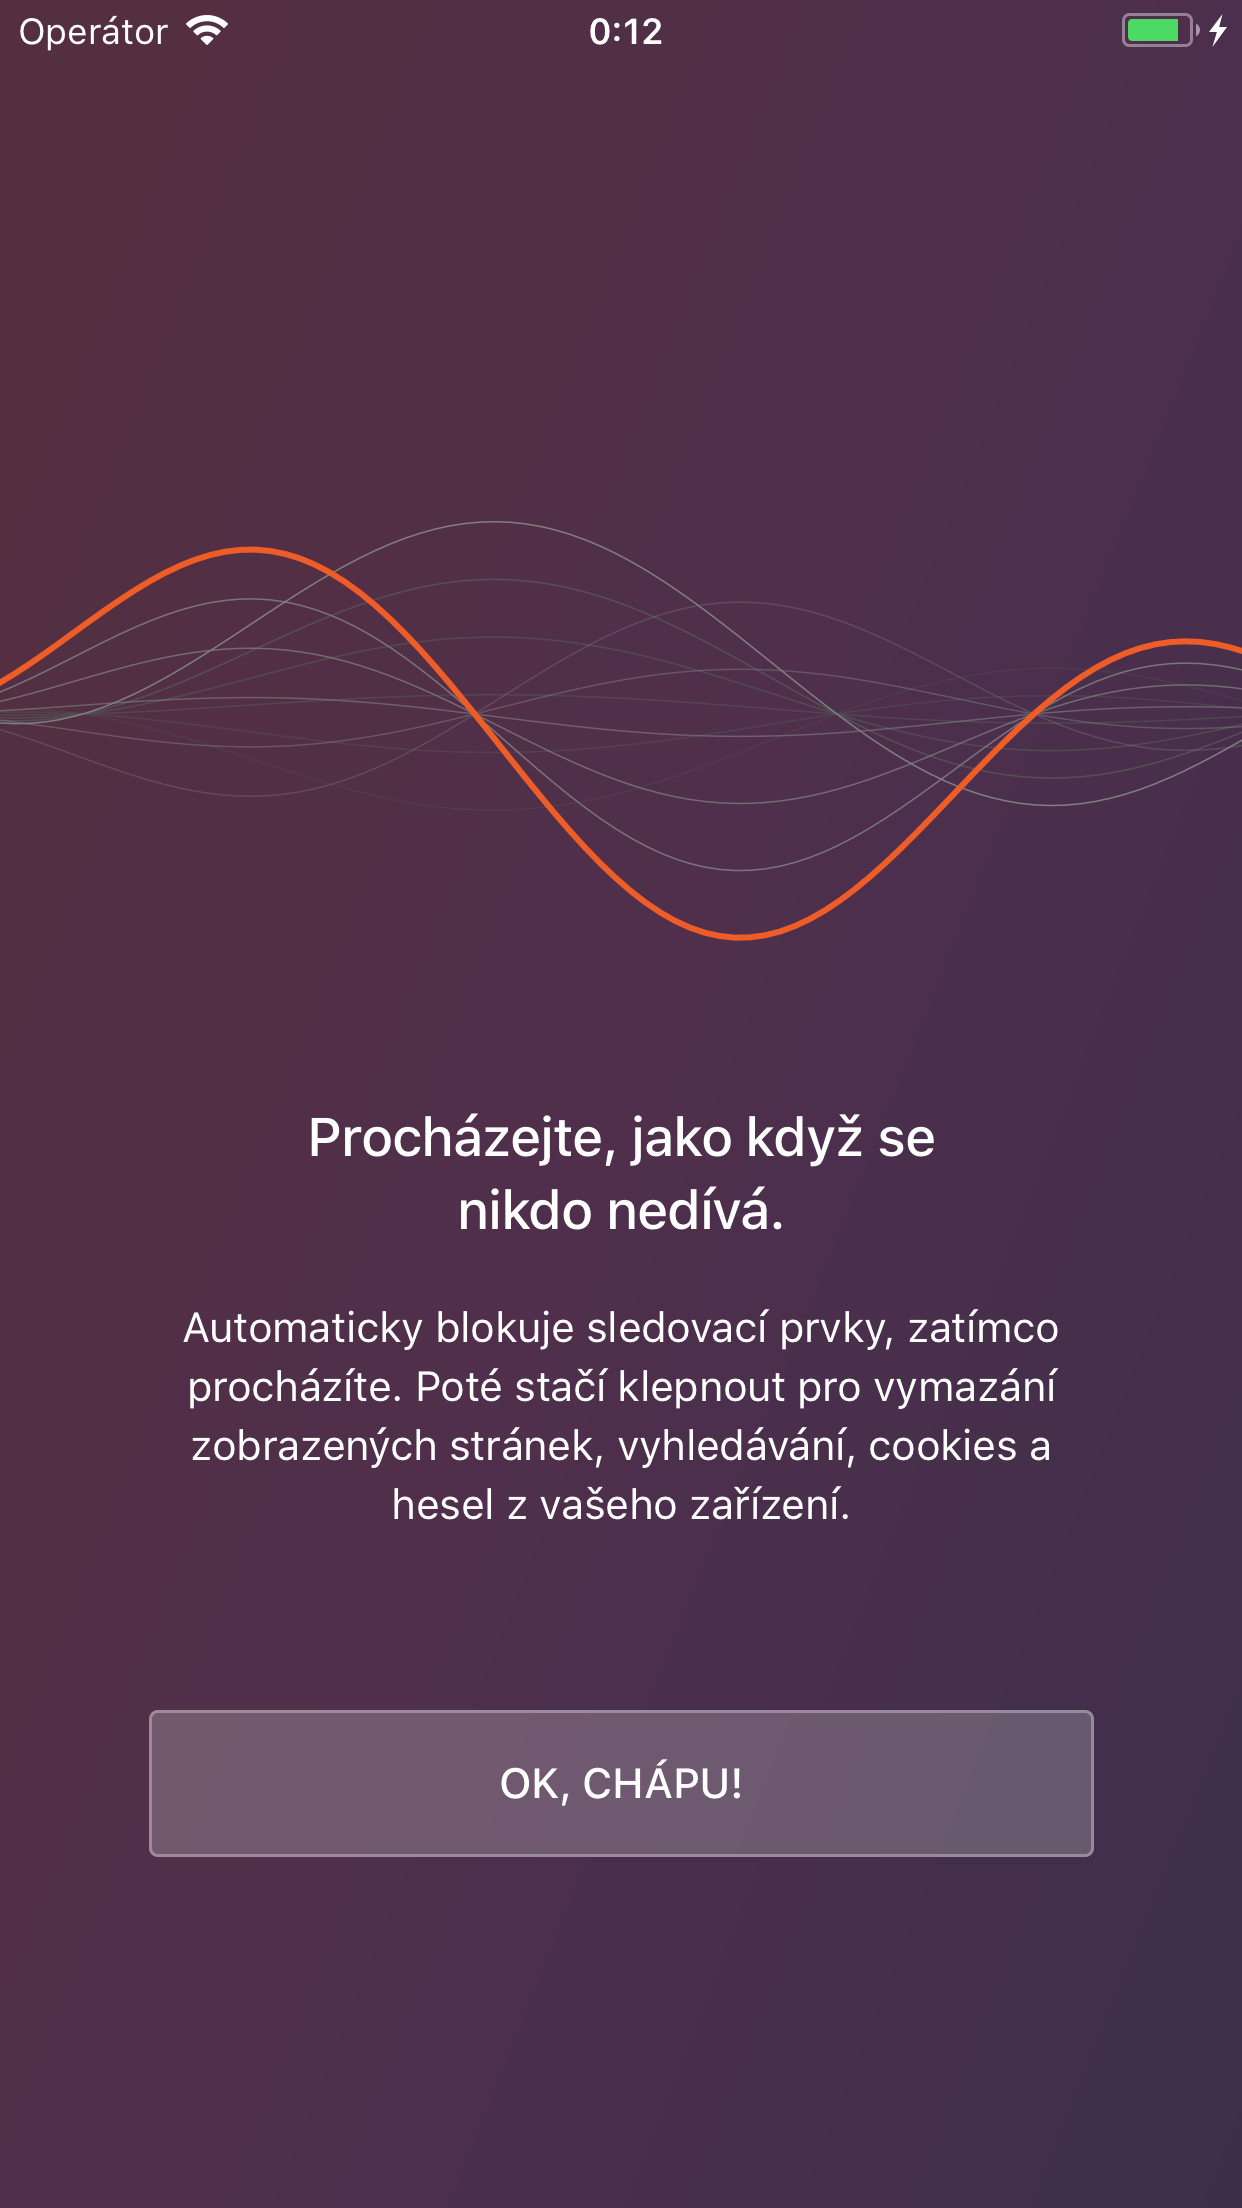 Operátor
0:12
Procházejte, jako když se
nikdo nedívá.
Automaticky blokuje sledovací prvky, zatímco
procházíte. Poté stačí klepnout pro vymazání
zobrazených stránek, vyhledávání, cookies a
hesel z vašeho zařízení.
OK, CHÁPU!